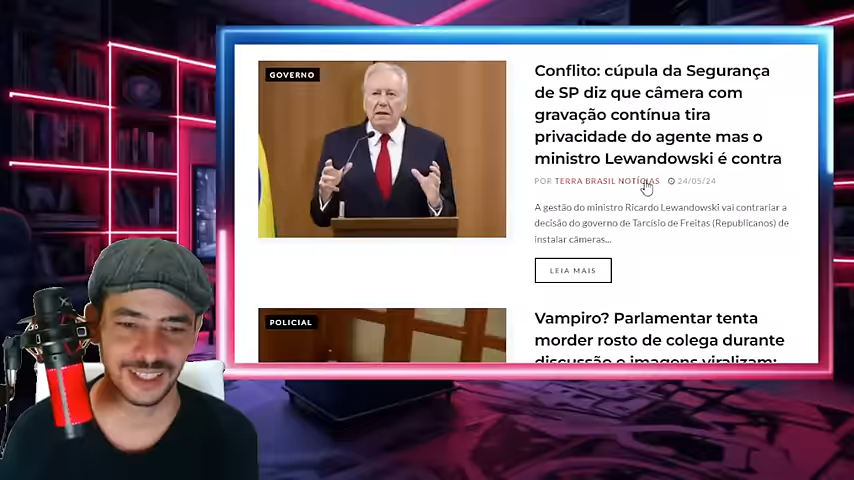 GOVERNO
Conflito: cúpula da Segurança
de SP diz que câmera com
gravação contínua tira
privacidade do agente mas o
ministro Lewandowski é contra
POR TERRA BRASIL NOTÍCIAS 24/05/24
A gestão do ministro Ricardo Lewandowski vai contrariar a
decisão do governo de Tarcísio de Freitas (Republicanos) de
instalar câmeras...
LEIA MAIS
POLICIAL
Vampiro? Parlamentar tenta
morder rosto de colega durante
discussão e imagens viralizam: